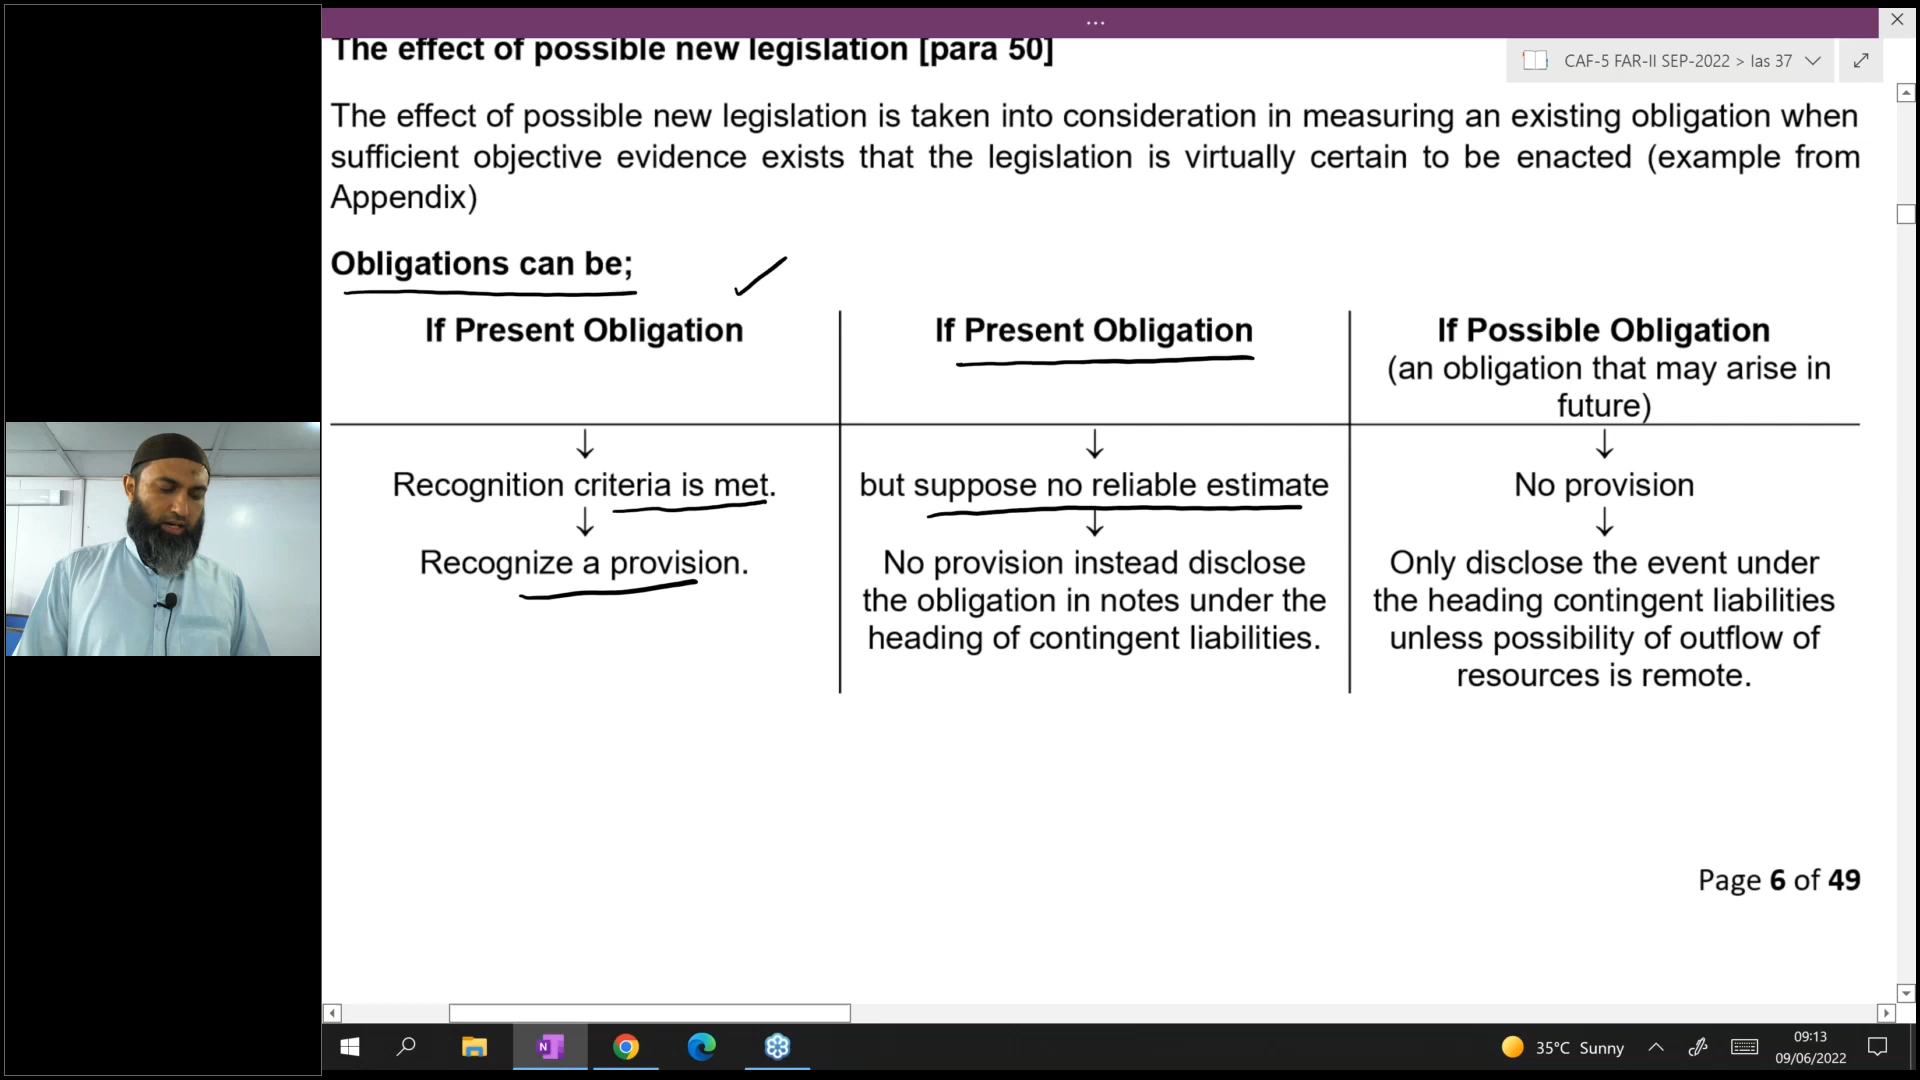 ...
The effect of possible new legislation [para 50]
CAF-5 FAR-II SEP-2022 > Ias 37
The effect of possible new legislation is taken into consideration in measuring an existing obligation when
sufficient objective evidence exists that the legislation is virtually certain to be enacted (example from
Appendix)
Obligations can be;
If Present Obligation
↓
Recognition criteria is met.
↓
Recognize a provision.
If Present Obligation
↓
but suppose no reliable estimate
↓
No provision instead disclose
the obligation in notes under the
heading of contingent liabilities.
If Possible Obligation
(an obligation that may arise in
future)
↓
No provision
↓
Only disclose the event under
the heading contingent liabilities
unless possibility of outflow of
resources is remote.
Page 6 of 49
N
35°C Sunny
09:13
09/06/2022